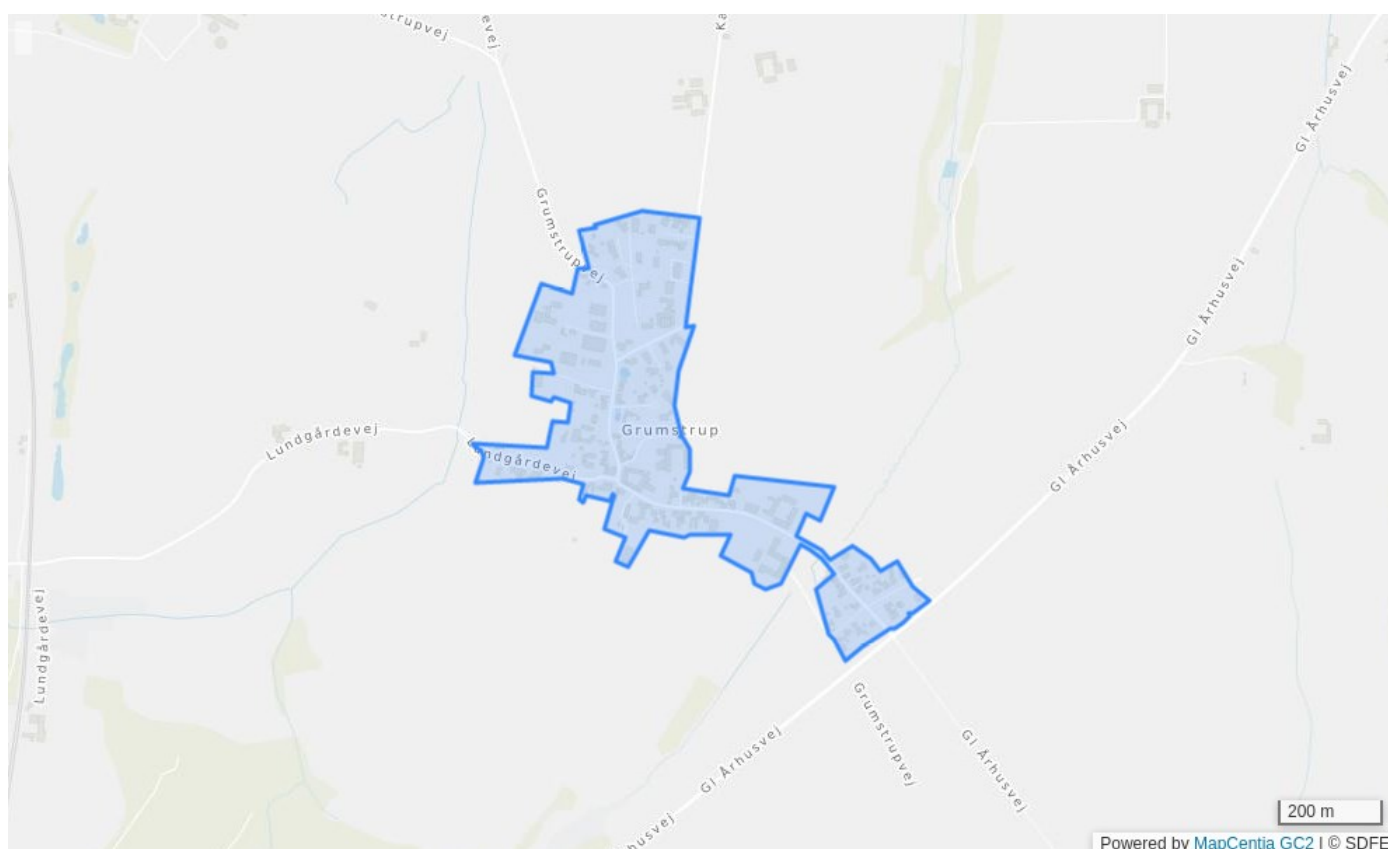 Grumstrupvej
Gl Århusvej
Gl Århusvej
Lundgårdevej
Grumstrup
Lundgårdevej
Gl Århusvej
Lundgårdevej
Grumstrupvej
Gl Århusvej
Gl Århusvej
200 m
Powered by MapCentia GC2 | © SDFE